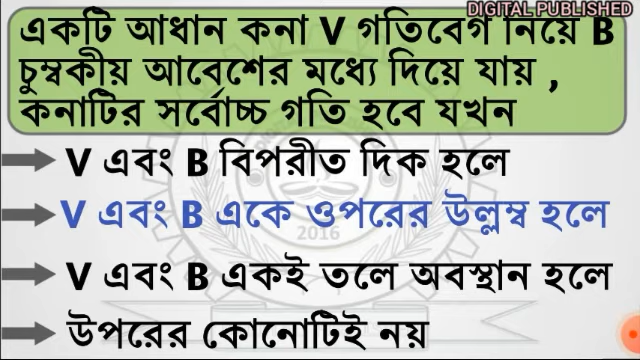 DIGITAL PUBLISHED
একটি আধান কনা V গতিবেগ নিয়ে B
চুম্বকীয় আবেশের মধ্যে দিয়ে যায় ,
কনাটির সর্বোচ্চ গতি হবে যখন
V এবং B বিপরীত দিক হলে
V এবং B একে ওপরের উল্লম্ব হলে
2016
V এবং B একই তলে অবস্থান হলে
উপরের কোনোটিই নয়